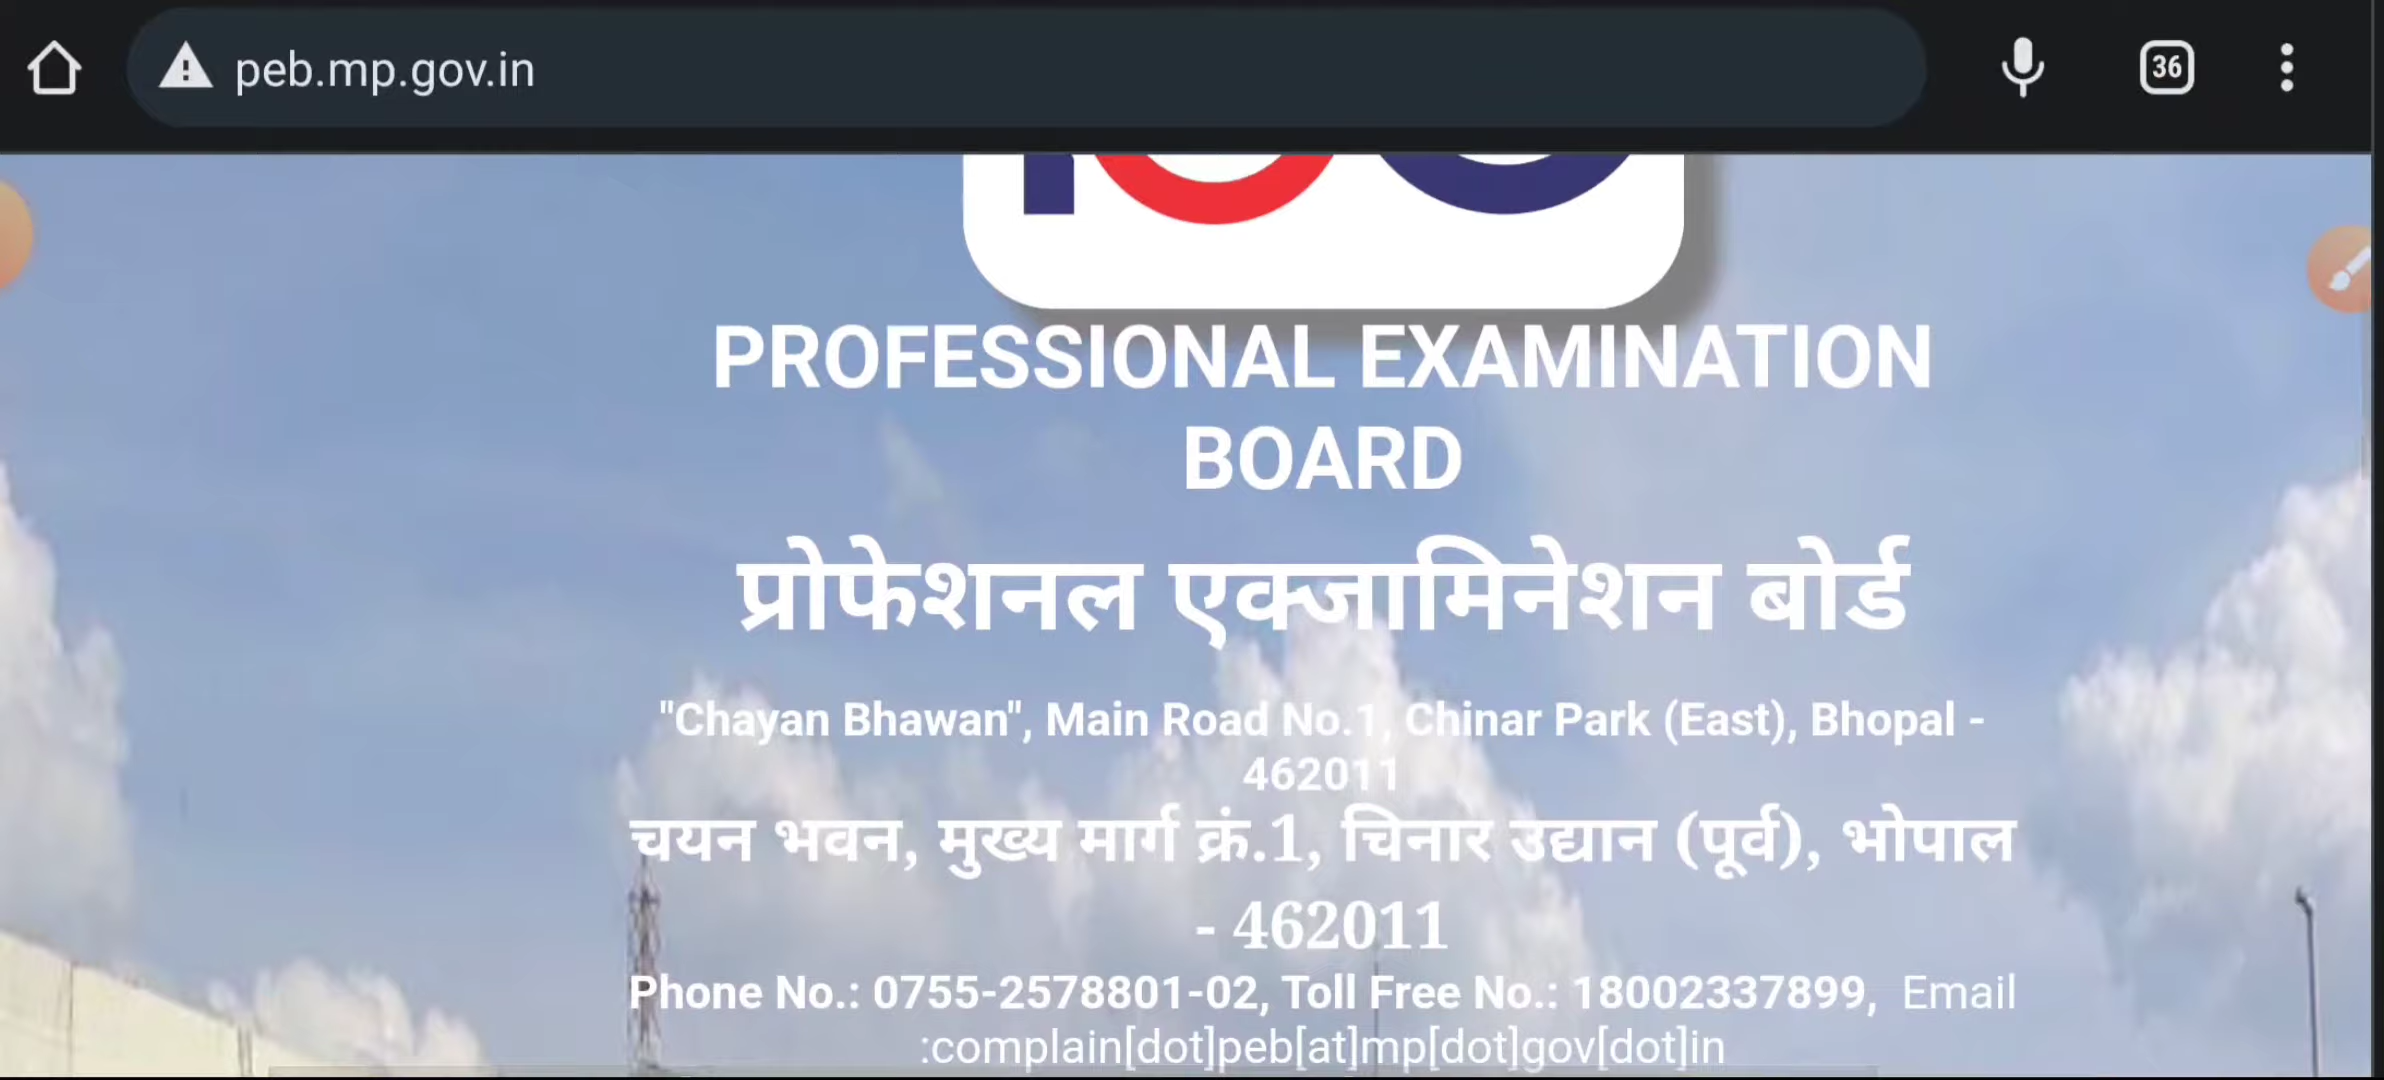 peb.mp.gov.in
36
PROFESSIONAL EXAMINATION
BOARD
प्रोफेशनल एक्जामिनेशन बोर्ड
"Chayan Bhawan", Main Road No.1, Chinar Park (East), Bhopal -
462011
चयन भवन, मुख्य मार्ग क्रं.1, चिनार उद्यान (पूर्व), भोपाल
- 462011
Phone No.: 0755-2578801-02, Toll Free No.: 18002337899, Email
:complain[dot]peb[at]mp[dot]gov[dot]in